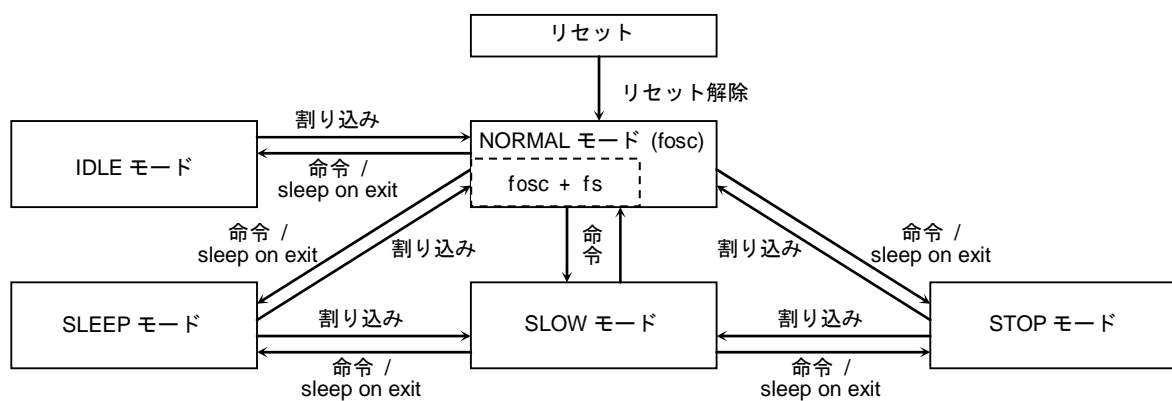 リセット
リセット解除
割り込み
NORMAL モード (fosc)
IDLE モード
命令 /
sleep on exit
fosc + fs
命令 /
sleep on exit
割り込み
命
令
割り込み
命令 /
sleep on exit
SLEEP モード
割り込み
SLOW モード
割り込み
STOP モード
命令 /
sleep on exit
命令 /
sleep on exit